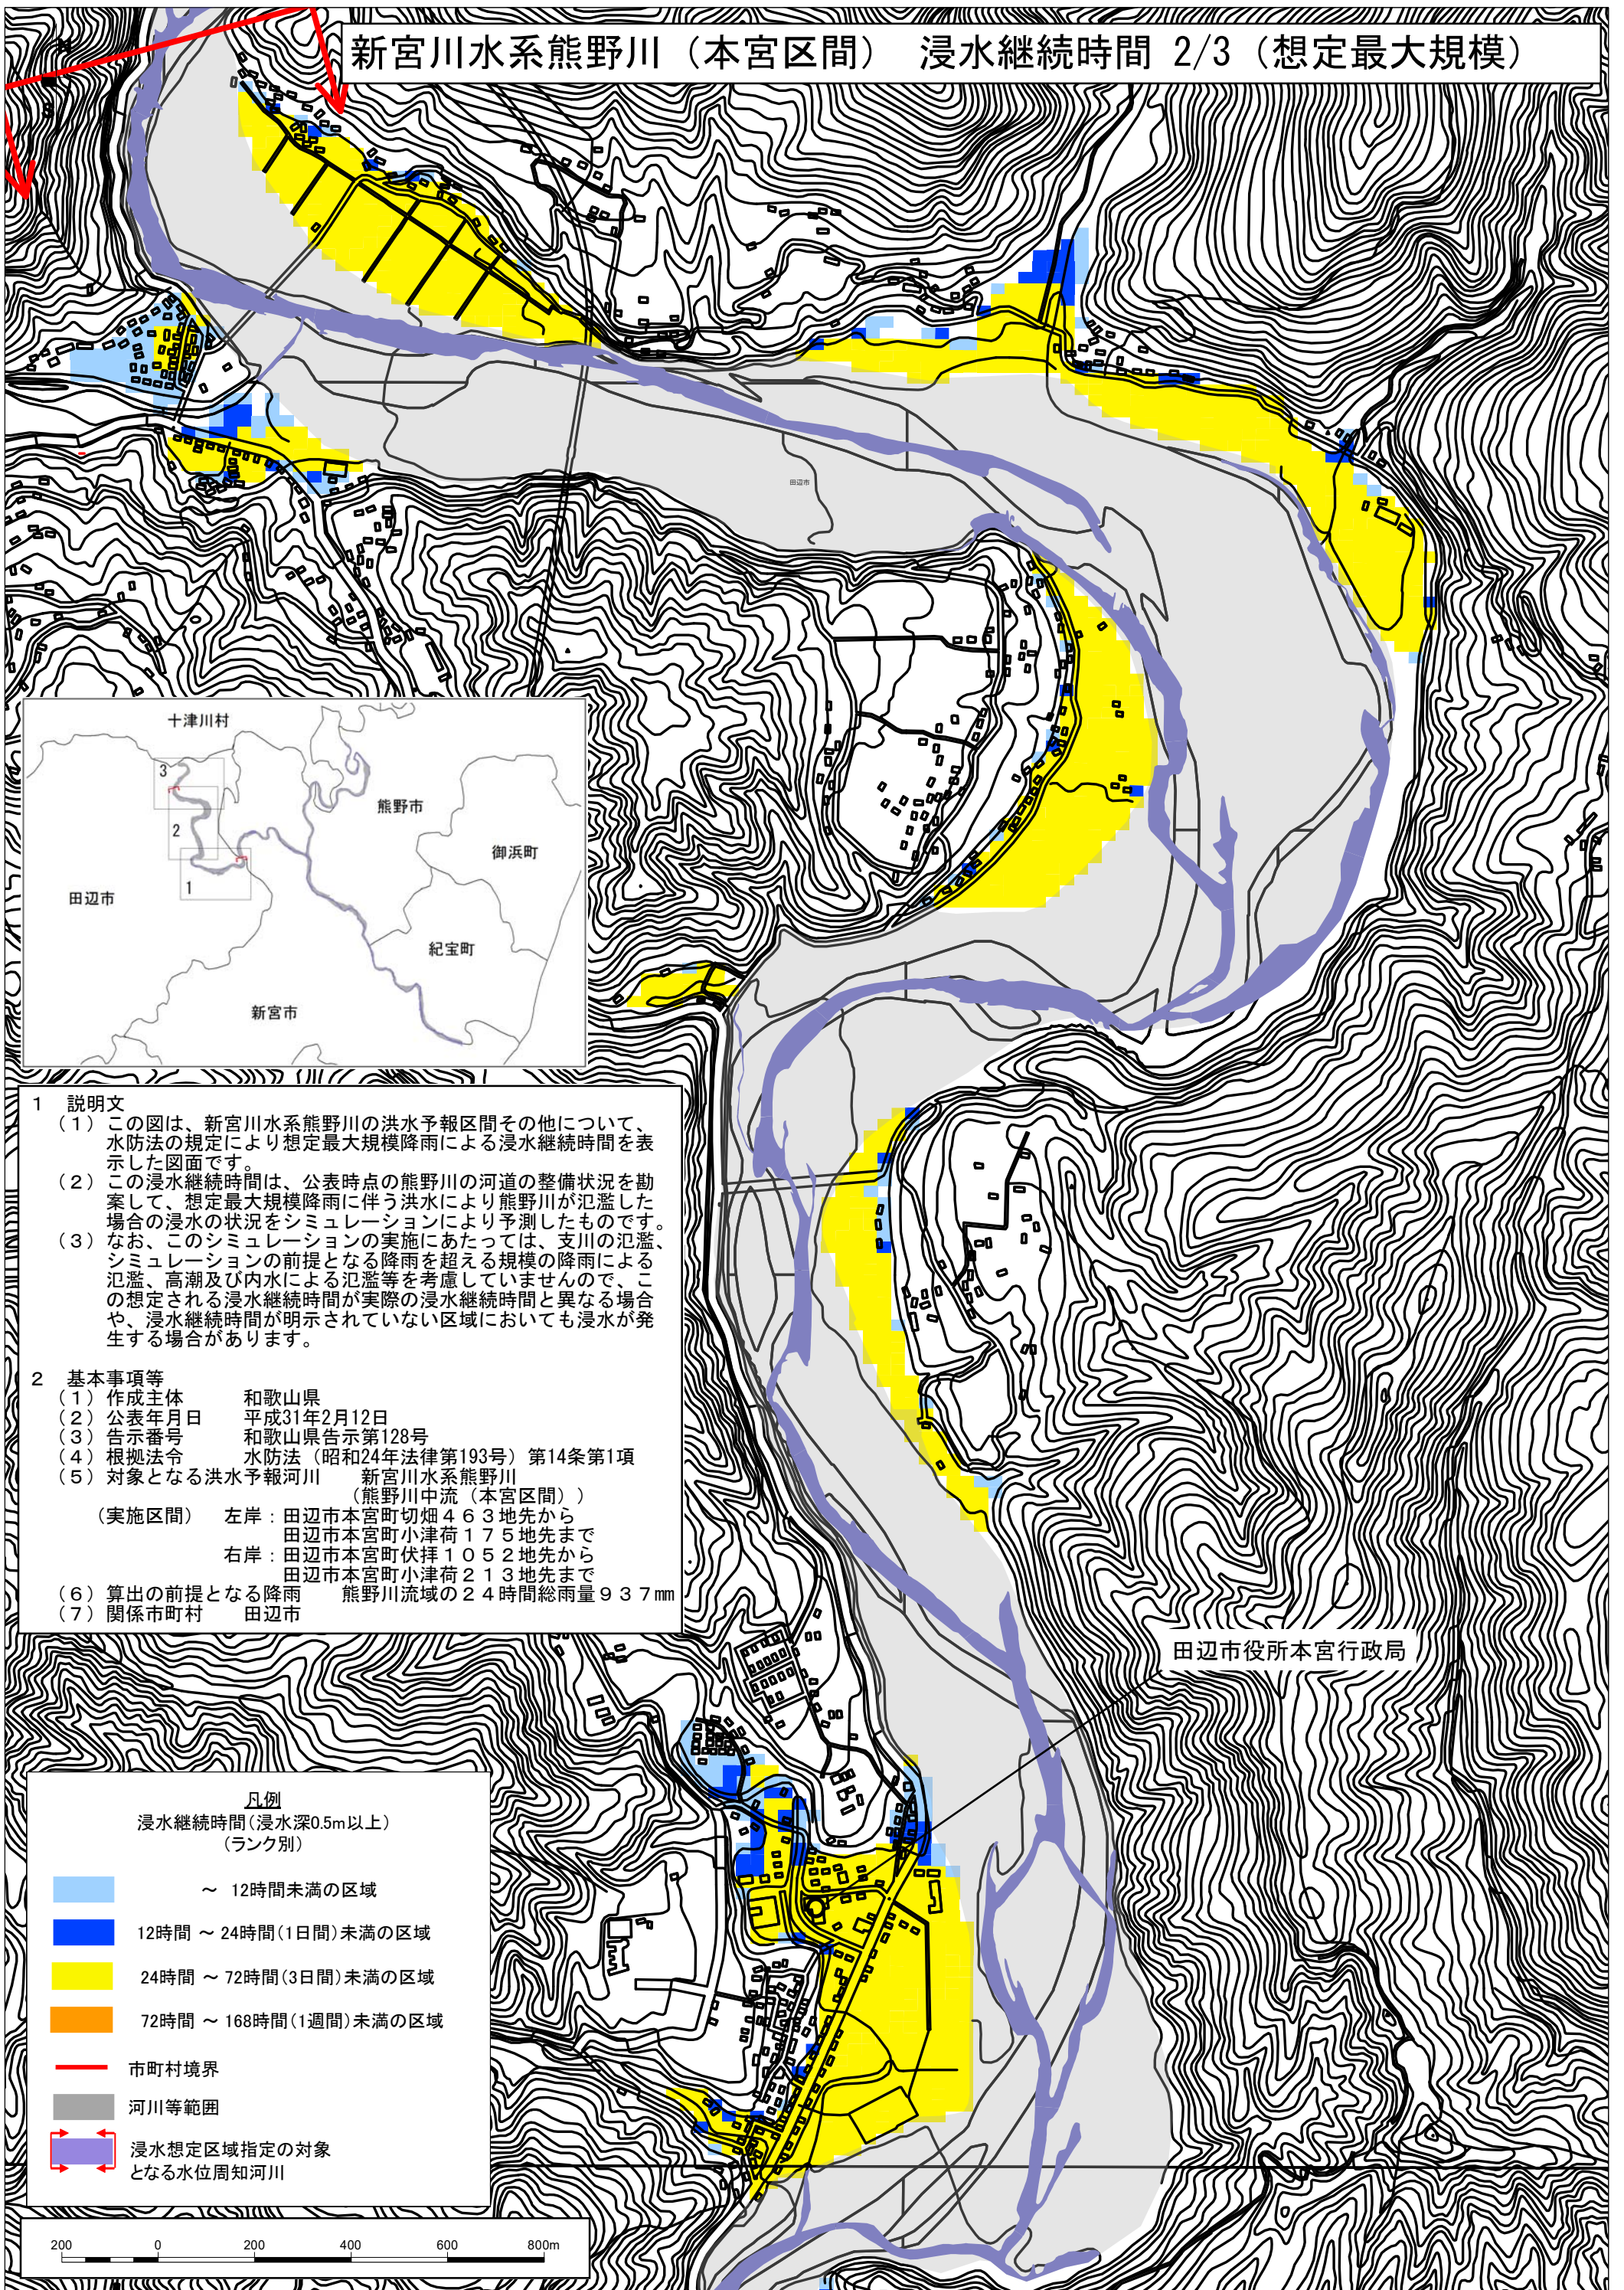 新宮川水系熊野川（本宮区間） 浸水継続時間 2/3（想定最大規模）
N
S
田辺市
十津川村
3
熊野市
2
御浜町
1
田辺市
紀宝町
新宮市
1 説明文
（１）この図は、新宮川水系熊野川の洪水予報区間その他について、
水防法の規定により想定最大規模降雨による浸水継続時間を表
示した図面です。
（２）この浸水継続時間は、公表時点の熊野川の河道の整備状況を勘
案して、想定最大規模降雨に伴う洪水により熊野川が氾濫した
場合の浸水の状況をシミュレーションにより予測したものです。
（３）なお、このシミュレーションの実施にあたっては、支川の氾濫、
シミュレーションの前提となる降雨を超える規模の降雨による
氾濫、高潮及び内水による氾濫等を考慮していませんので、こ
の想定される浸水継続時間が実際の浸水継続時間と異なる場合
や、浸水継続時間が明示されていない区域においても浸水が発
生する場合があります。
2 基本事項等
（１）作成主体 和歌山県
（２）公表年月日 平成31年2月12日
（３）告示番号 和歌山県告示第128号
（４）根拠法令 水防法（昭和24年法律第193号）第14条第1項
（５）対象となる洪水予報河川 新宮川水系熊野川
（熊野川中流（本宮区間））
（実施区間） 左岸：田辺市本宮町切畑４６３地先から
田辺市本宮町小津荷１７５地先まで
右岸：田辺市本宮町伏拝１０５２地先から
田辺市本宮町小津荷２１３地先まで
（６）算出の前提となる降雨 熊野川流域の２４時間総雨量９３７㎜
（７）関係市町村 田辺市
田辺市役所本宮行政局
凡例
浸水継続時間（浸水深0.5m以上）
（ランク別）
～ 12時間未満の区域
12時間 ～ 24時間（1日間）未満の区域
24時間 ～ 72時間（3日間）未満の区域
72時間 ～ 168時間（1週間）未満の区域
市町村境界
河川等範囲
浸水想定区域指定の対象
となる水位周知河川
200 0 200 400 600 800m